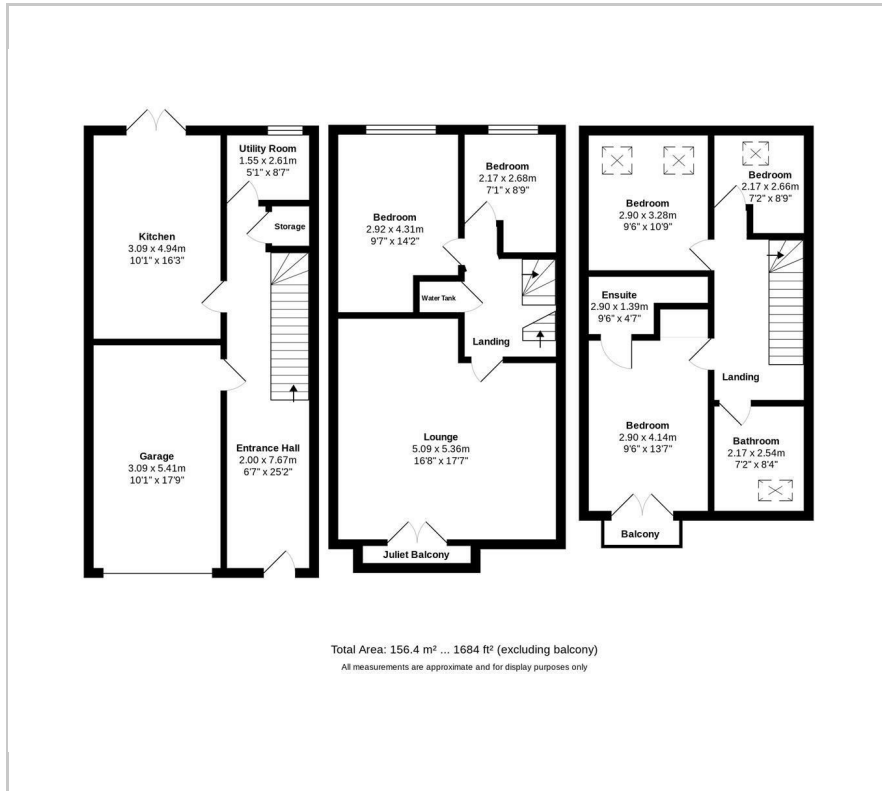 Utility Room
1.55 x 2.61m
5'1" x 8'7"
Storage
Kitchen
3.09 x 4.94m
10'1" x 16'3"
Garage
3.09 x 5.41m
10'1" x 17'9"
Entrance Hall
2.00 x 7.67m
6'7" x 25'2"
Bedroom
2.92 x 4.31m
9'7" x 14'2"
Bedroom
2.17 x 2.68m
7'1" x 8'9"
Water Tank
Landing
Lounge
5.09 x 5.36m
16'8" x 17'7"
Juliet Balcony
Bedroom
2.90 x 3.28m
9'6" x 10'9"
Bedroom
2.17 x 2.66m
7'2" x 8'9"
Ensuite
2.90 x 1.39m
9'6" x 4'7"
Landing
Bedroom
2.90 x 4.14m
9'6" x 13'7"
Bathroom
2.17 x 2.54m
7'2" x 8'4"
Balcony
Total Area: 156.4 m² ... 1684 ft² (excluding balcony)
All measurements are approximate and for display purposes only